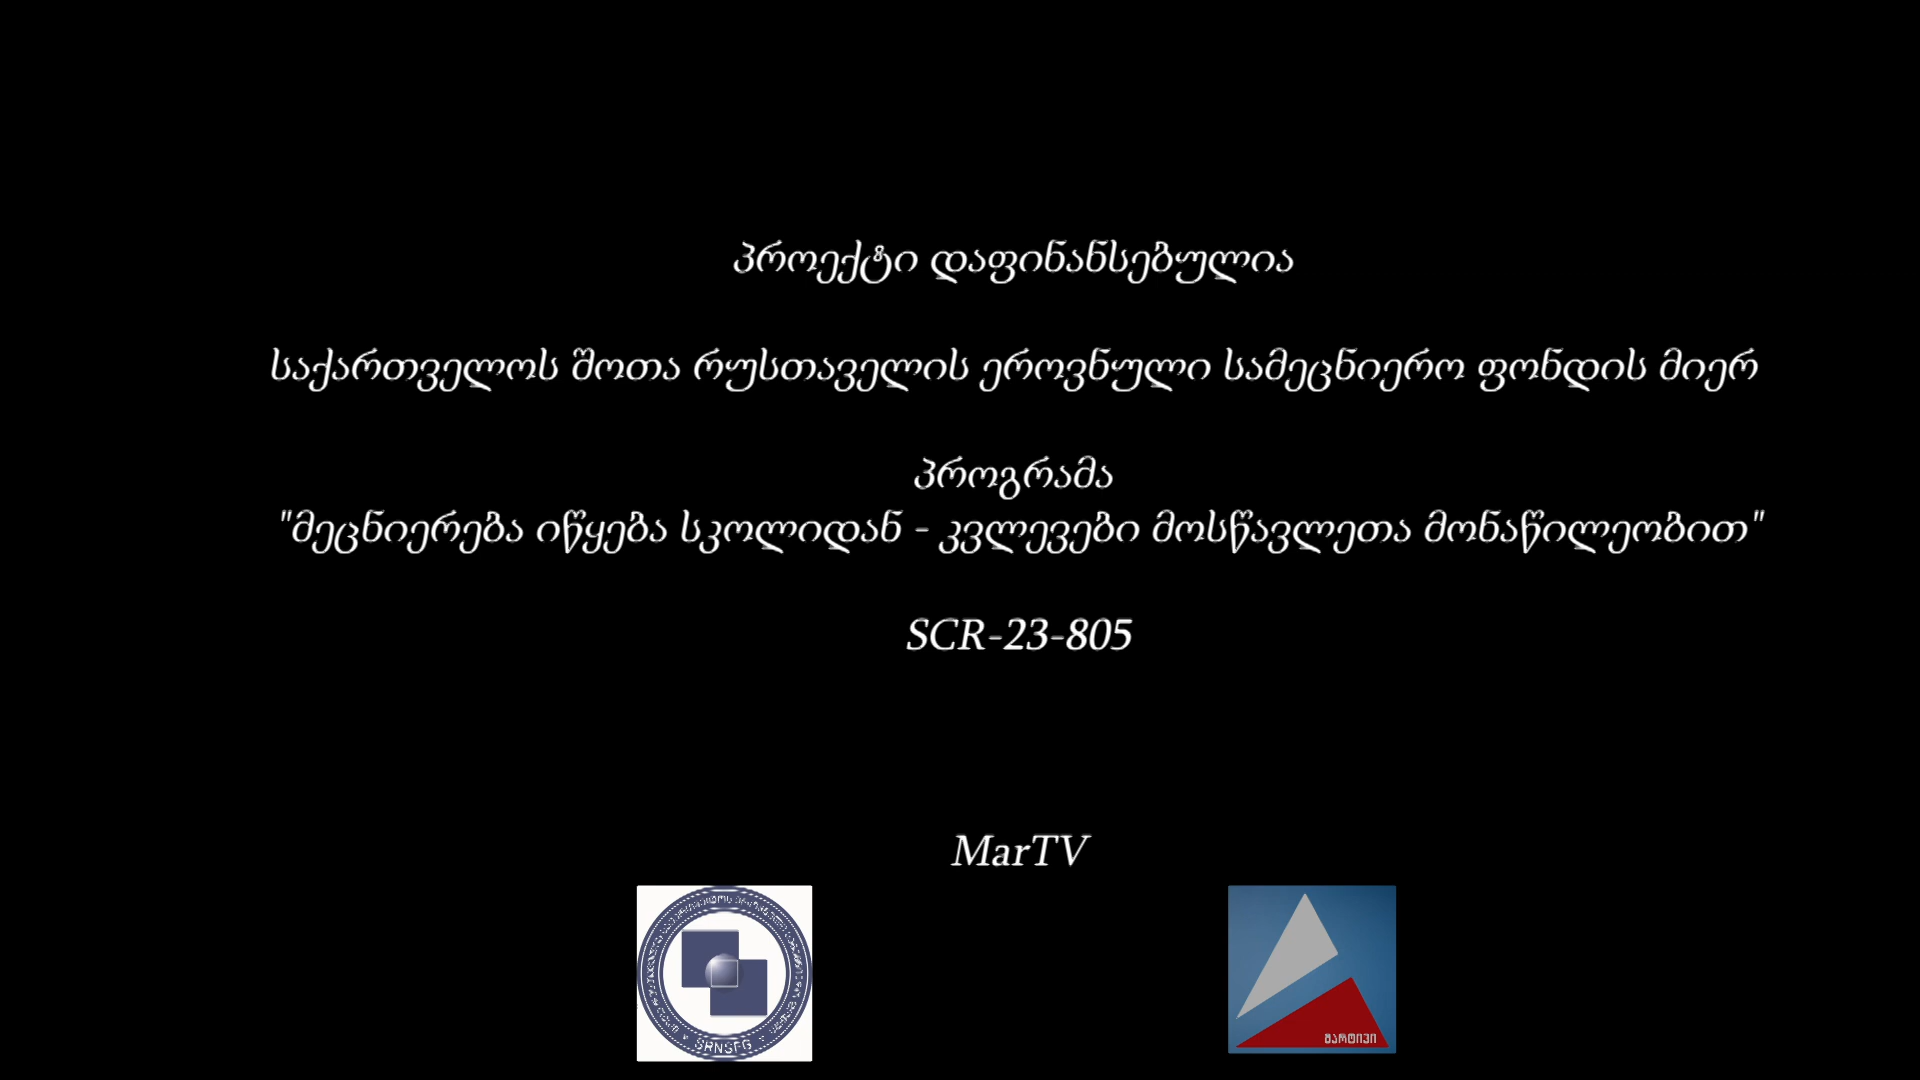 პროექტი დაფინანსებულია
საქართველოს შოთა რუსთაველის ეროვნული სამეცნიერო ფონდის მიერ
პროგრამა
"მეცნიერება იწყება სკოლიდან - კვლევები მოსწავლეთა მონაწილეობით"
SCR-23-805
MarTV
SRNSFG
მარტივი